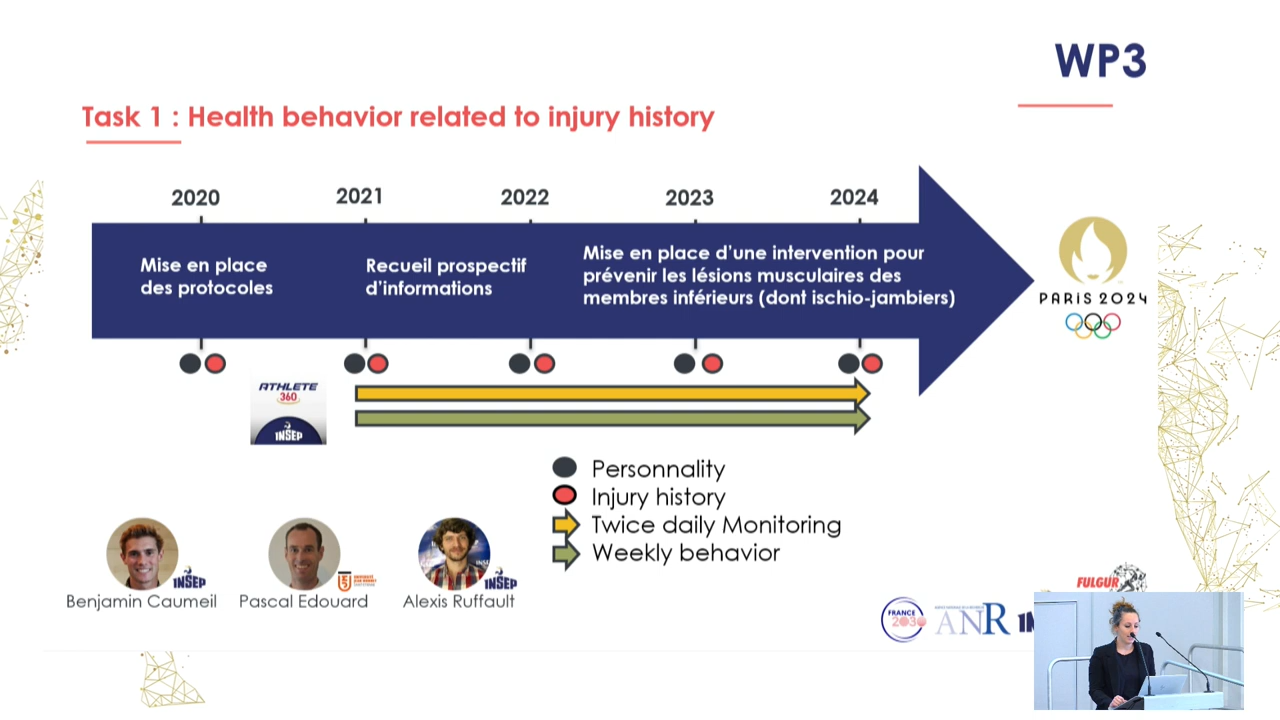 WP3
Task 1 : Health behavior related to injury history
2020
2021
2022
2023
2024
Mise en place
des protocoles
Recueil prospectif
d'informations
Mise en place d'une intervention pour
prévenir les lésions musculaires des
membres inférieurs (dont ischio-jambiers)
PARIS 2024
ATHLETE
360
INSEP
Personnality
Injury history
Twice daily Monitoring
Weekly behavior
INSEP
INSEP
Benjamin Caumeil
Pascal Edouard
Alexis Ruffault
FULGUR
FRANCE
2030
ANR